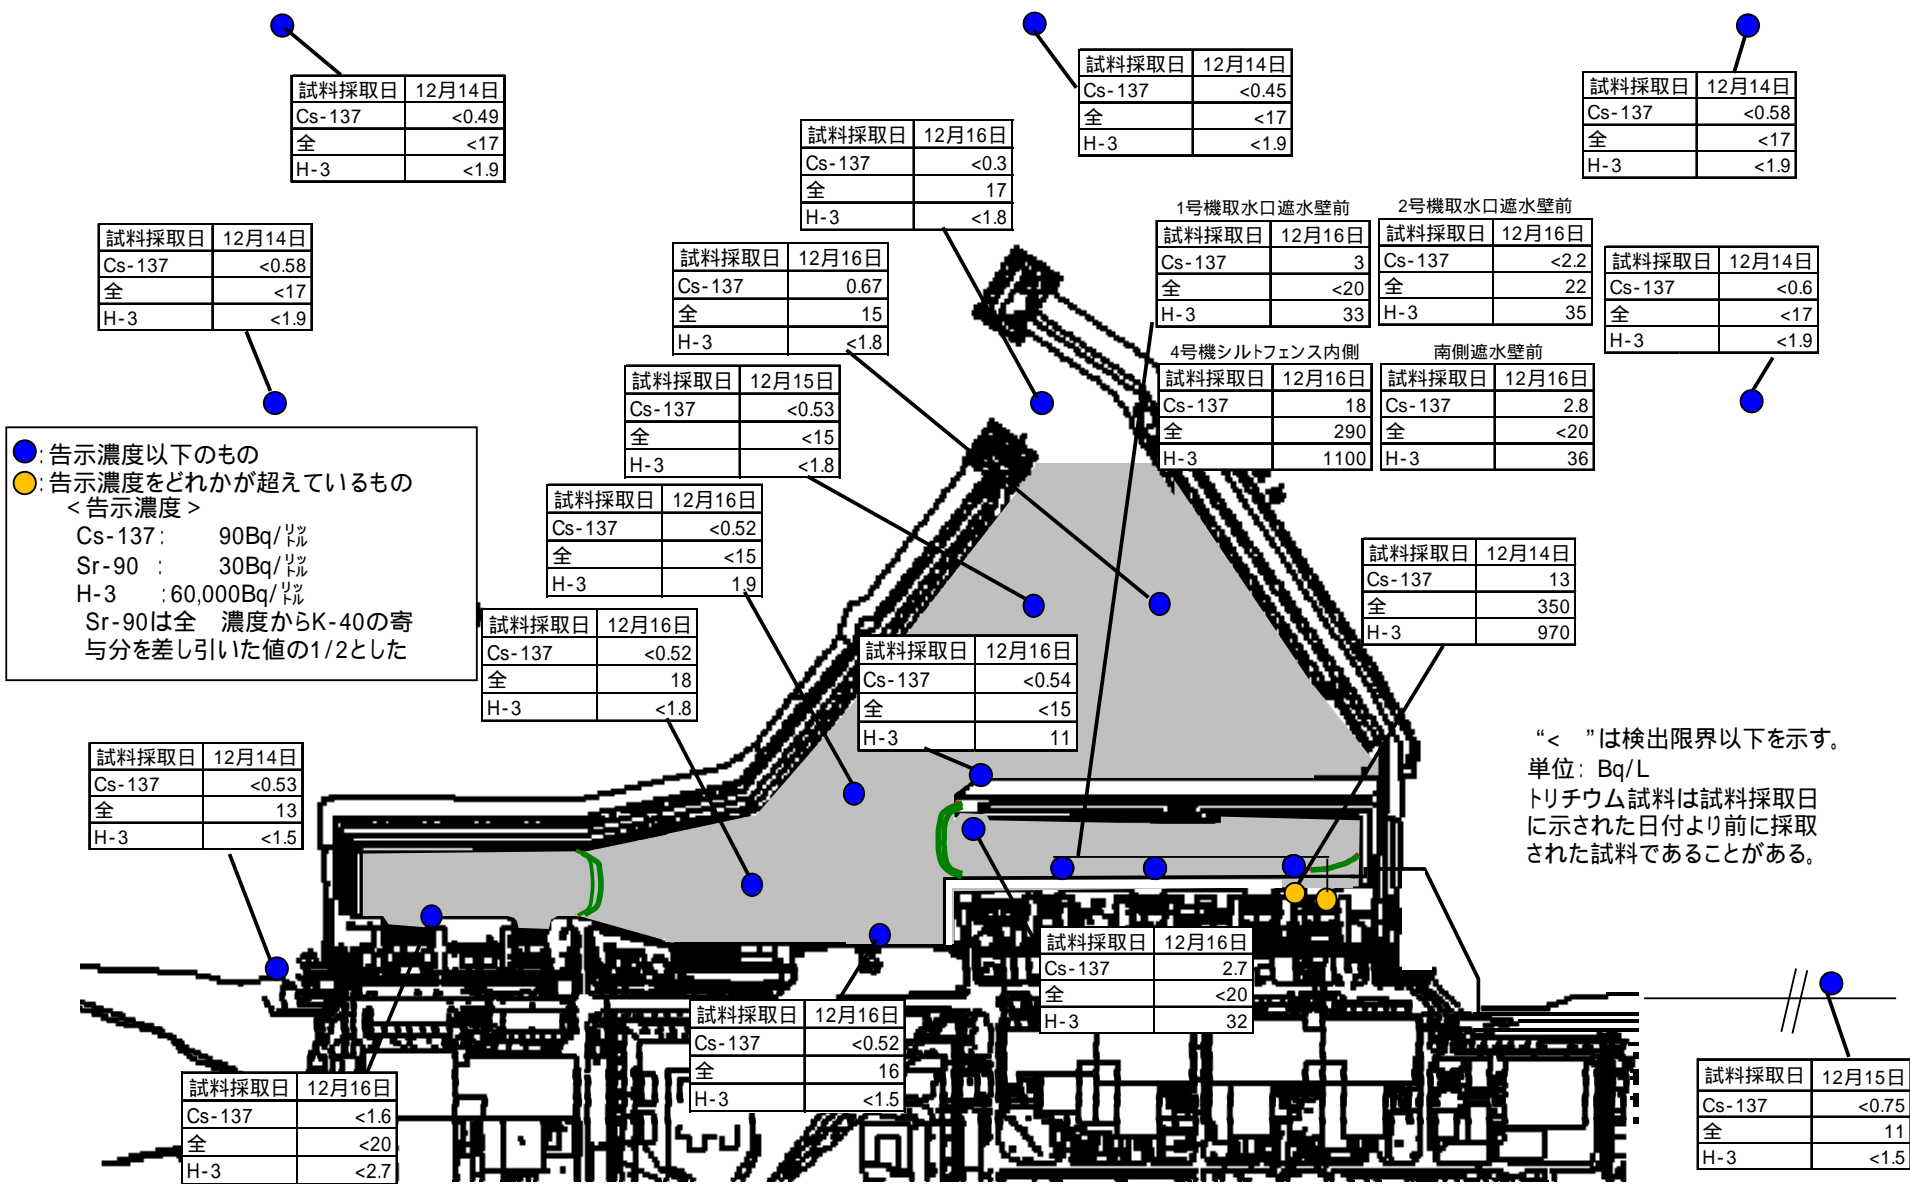 試料採取日 12月14日
Cs-137 <0.49
全 <17
H-3 <1.9
試料採取日 12月14日
Cs-137 <0.45
全 <17
H-3 <1.9
試料採取日 12月14日
Cs-137 <0.58
全 <17
H-3 <1.9
試料採取日 12月16日
Cs-137 <0.3
全 17
H-3 <1.8
試料採取日 12月14日
Cs-137 <0.58
全 <17
H-3 <1.9
試料採取日 12月16日
Cs-137 0.67
全 15
H-3 <1.8
1号機取水口遮水壁前
試料採取日 12月16日
Cs-137 3
全 <20
H-3 33
2号機取水口遮水壁前
試料採取日 12月16日
Cs-137 <2.2
全 22
H-3 35
試料採取日 12月14日
Cs-137 <0.6
全 <17
H-3 <1.9
4号機シルトフェンス内側
試料採取日 12月16日
Cs-137 18
全 290
H-3 1100
南側遮水壁前
試料採取日 12月16日
Cs-137 2.8
全 <20
H-3 36
試料採取日 12月15日
Cs-137 <0.53
全 <15
H-3 <1.8
:告示濃度以下のもの
:告示濃度をどれかが超えているもの
<告示濃度>
Cs-137: 90Bq/リットル
Sr-90 : 30Bq/リットル
H-3 :60,000Bq/リットル
Sr-90は全 濃度からK-40の寄
与分を差し引いた値の1/2とした
試料採取日 12月16日
Cs-137 <0.52
全 <15
H-3 1.9
試料採取日 12月14日
Cs-137 13
全 350
H-3 970
試料採取日 12月16日
Cs-137 <0.52
全 18
H-3 <1.8
試料採取日 12月16日
Cs-137 <0.54
全 <15
H-3 11
試料採取日 12月14日
Cs-137 <0.53
全 13
H-3 <1.5
“< ”は検出限界以下を示す。
単位: Bq/L
トリチウム試料は試料採取日
に示された日付より前に採取
された試料であることがある。
試料採取日 12月16日
Cs-137 2.7
全 <20
H-3 32
試料採取日 12月16日
Cs-137 <0.52
全 16
H-3 <1.5
試料採取日 12月16日
Cs-137 <1.6
全 <20
H-3 <2.7
試料採取日 12月15日
Cs-137 <0.75
全 11
H-3 <1.5